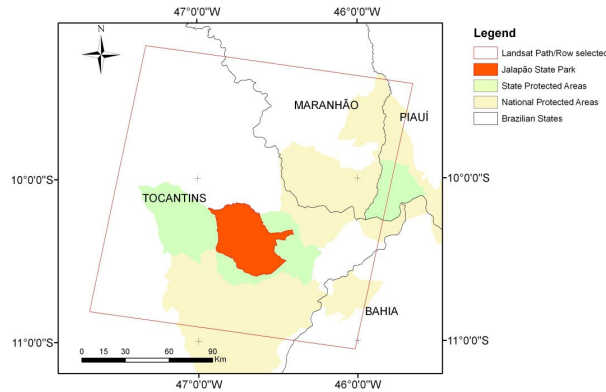 47°0'0"W
46°0'0"W
Legend
Landsat Path/Row selected
Jalapão State Park
State Protected Areas
National Protected Areas
Brazilian States
N
MARANHÃO
PIAUÍ
10°0'0"S
10°0'0"S
TOCANTINS
BAHIA
11°0'0"S
11°0'0"S
0 15 30 60 90
Km
47°0'0"W
46°0'0"W